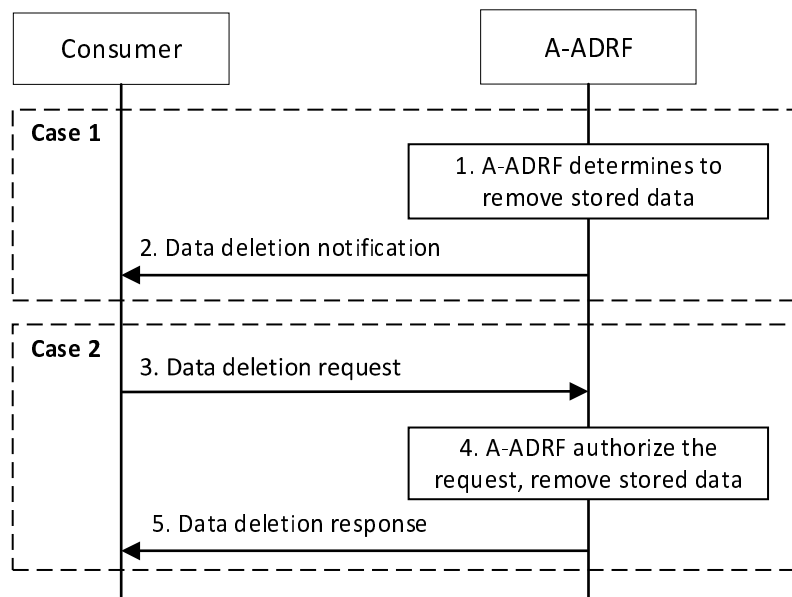 Consumer
A-ADRF
Case 1
1. A-ADRF determines to
remove stored data
2. Data deletion notification
Case 2
3. Data deletion request
4. A-ADRF authorize the
request, remove stored data
5. Data deletion response